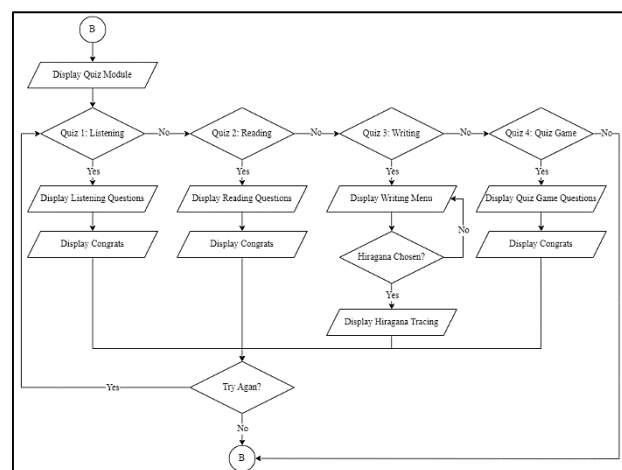 B
Display Quiz Module
Quiz 1: Listening
No
Quiz 2: Reading
No
Quiz 3: Writing
No
Quiz 4: Quiz Game
No
Yes
Yes
Yes
Yes
Display Listening Questions
Display Reading Questions
Display Writing Menu
Display Quiz Game Questions
No
Display Congrats
Display Congrats
Hiragana Chosen?
Display Congrats
Yes
Display Hiragana Tracing
Yes
Try Agan?
No
B